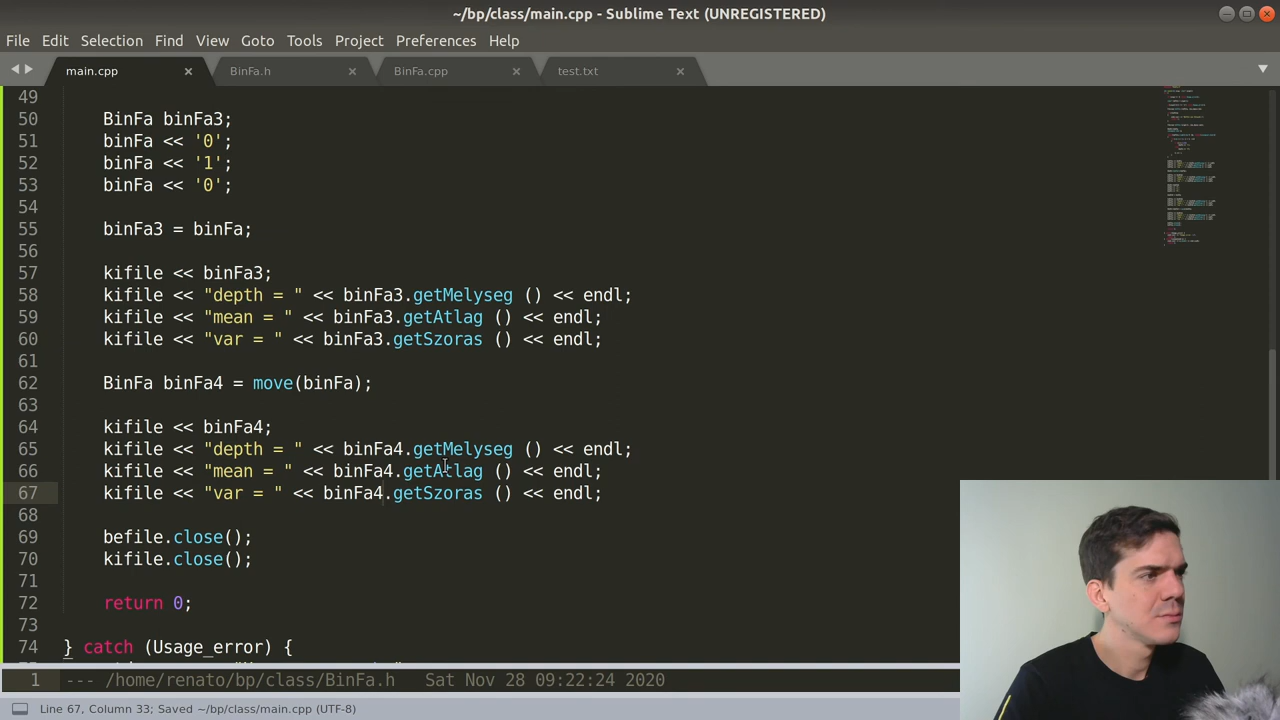 ~/bp/class/main.cpp - Sublime Text (UNREGISTERED)
File Edit Selection Find View Goto Tools Project Preferences Help
main.cpp BinFa.h BinFa.cpp test.txt
49
50 BinFa binFa3;
51 binFa << '0';
52 binFa << '1';
53 binFa << '0';
54
55 binFa3 = binFa;
56
57 kifile << binFa3;
58 kifile << "depth = " << binFa3.getMelyseg () << endl;
59 kifile << "mean = " << binFa3.getAtlag () << endl;
60 kifile << "var = " << binFa3.getSzoras () << endl;
61
62 BinFa binFa4 = move(binFa);
63
64 kifile << binFa4;
65 kifile << "depth = " << binFa4.getMelyseg () << endl;
66 kifile << "mean = " << binFa4.getAtlag () << endl;
67 kifile << "var = " << binFa4.getSzoras () << endl;
68
69 befile.close();
70 kifile.close();
71
72 return 0;
73
74 } catch (Usage_error) {
1 --- /home/renato/bp/class/BinFa.h Sat Nov 28 09:22:24 2020
Line 67, Column 33; Saved ~/bp/class/main.cpp (UTF-8)